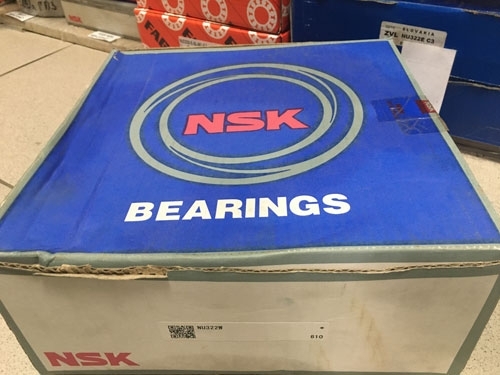 SLOVAKIA
ZVL NU322E C3
NSK
BEARINGS
NU322W
*
610
NSK